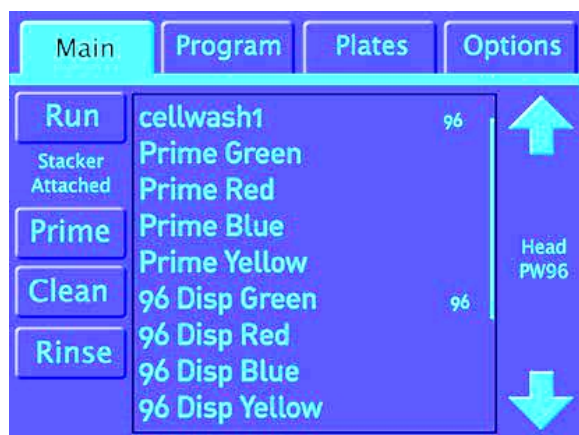 Main Program Plates Options
Run
Stacker
Attached
Prime
Clean
Rinse
cellwash1 96
Prime Green
Prime Red
Prime Blue
Prime Yellow
96 Disp Green 96
96 Disp Red
96 Disp Blue
96 Disp Yellow
Head
PW96